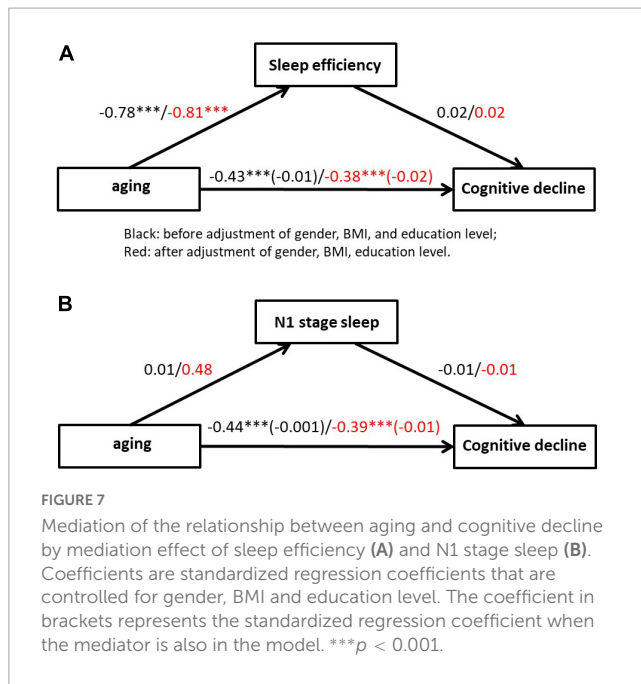 A
Sleep efficiency
-0.78***/-0.81***
0.02/0.02
-0.43***(-0.01)/-0.38***(-0.02)
aging
Cognitive decline
Black: before adjustment of gender, BMI, and education level;
Red: after adjustment of gender, BMI, education level.
B
N1 stage sleep
0.01/0.48
-0.01/-0.01
-0.44***(-0.001)/-0.39***(-0.01)
aging
Cognitive decline
FIGURE 7
Mediation of the relationship between aging and cognitive decline
by mediation effect of sleep efficiency (A) and N1 stage sleep (B).
Coefficients are standardized regression coefficients that are
controlled for gender, BMI and education level. The coefficient in
brackets represents the standardized regression coefficient when
the mediator is also in the model. ***p < 0.001.